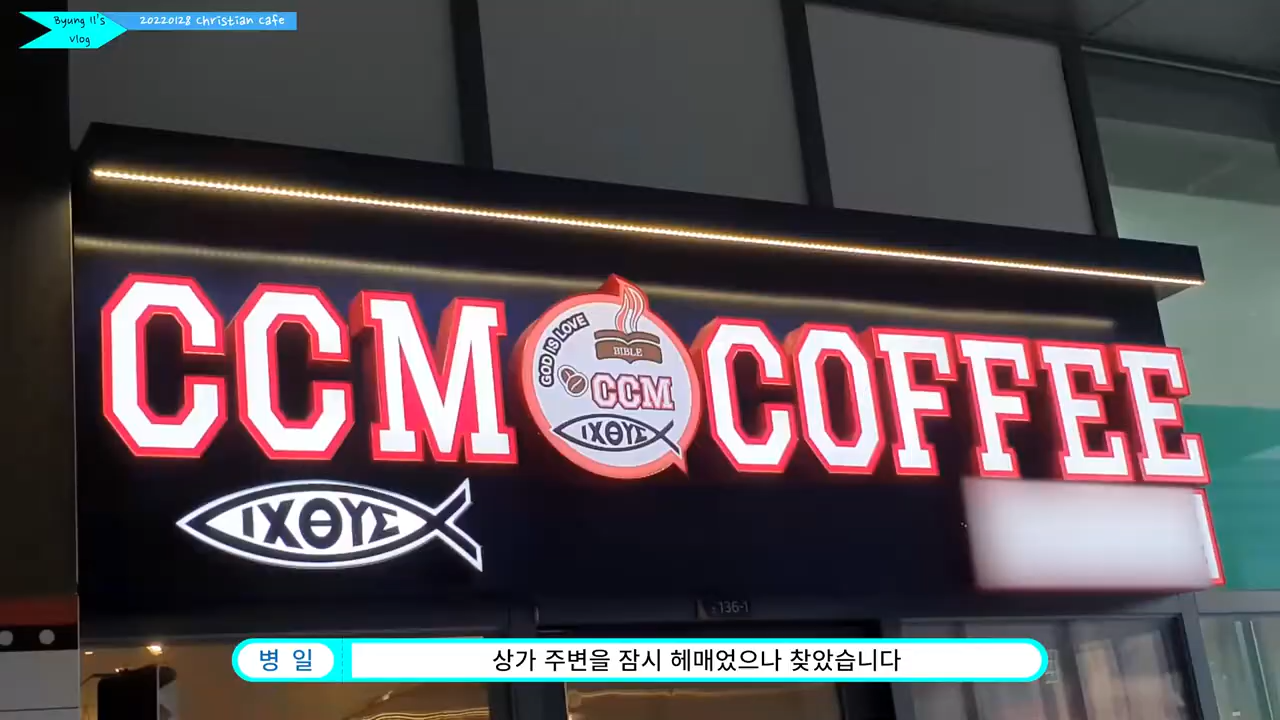 Byung Il's
vlog
20220128 Christian Cafe
CCM
GOD IS LOVE
BIBLE
CCM
ΙΧΘΥΣ
COFFEE
ΙΧΘΥΣ
136-1
병 일
상가 주변을 잠시 헤매었으나 찾았습니다